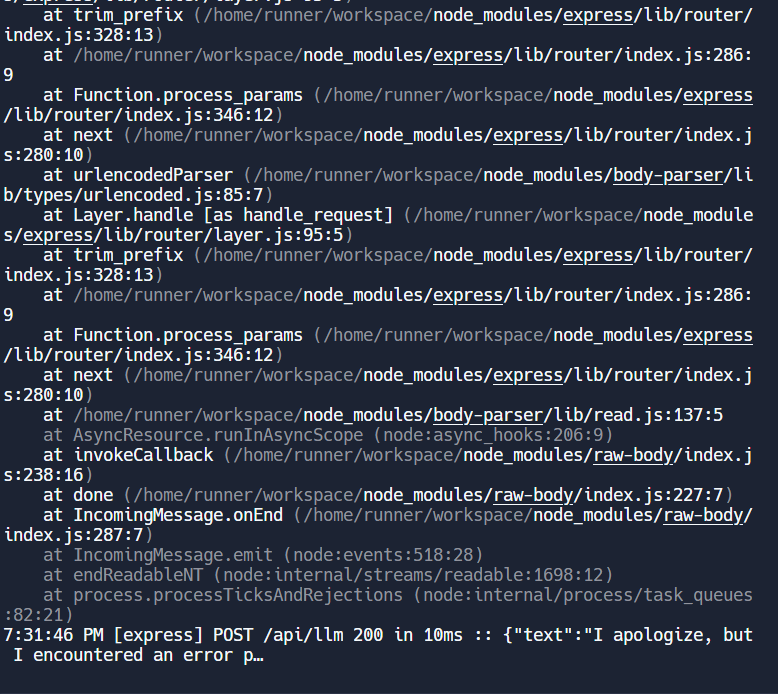 at trim_prefix (/home/runner/workspace/node_modules/express/lib/router/
index.js:328:13)
    at /home/runner/workspace/node_modules/express/lib/router/index.js:286:
9
    at Function.process_params (/home/runner/workspace/node_modules/express
/lib/router/index.js:346:12)
    at next (/home/runner/workspace/node_modules/express/lib/router/index.j
s:280:10)
    at urlencodedParser (/home/runner/workspace/node_modules/body-parser/li
b/types/urlencoded.js:85:7)
    at Layer.handle [as handle_request] (/home/runner/workspace/node_module
s/express/lib/router/layer.js:95:5)
    at trim_prefix (/home/runner/workspace/node_modules/express/lib/router/
index.js:328:13)
    at /home/runner/workspace/node_modules/express/lib/router/index.js:286:
9
    at Function.process_params (/home/runner/workspace/node_modules/express
/lib/router/index.js:346:12)
    at next (/home/runner/workspace/node_modules/express/lib/router/index.j
s:280:10)
    at /home/runner/workspace/node_modules/body-parser/lib/read.js:137:5
    at AsyncResource.runInAsyncScope (node:async_hooks:206:9)
    at invokeCallback (/home/runner/workspace/node_modules/raw-body/index.j
s:238:16)
    at done (/home/runner/workspace/node_modules/raw-body/index.js:227:7)
    at IncomingMessage.onEnd (/home/runner/workspace/node_modules/raw-body/
index.js:287:7)
    at IncomingMessage.emit (node:events:518:28)
    at endReadableNT (node:internal/streams/readable:1698:12)
    at process.processTicksAndRejections (node:internal/process/task_queues
:82:21)
7:31:46 PM [express] POST /api/llm 200 in 10ms :: {"text":"I apologize, but
 I encountered an error p…